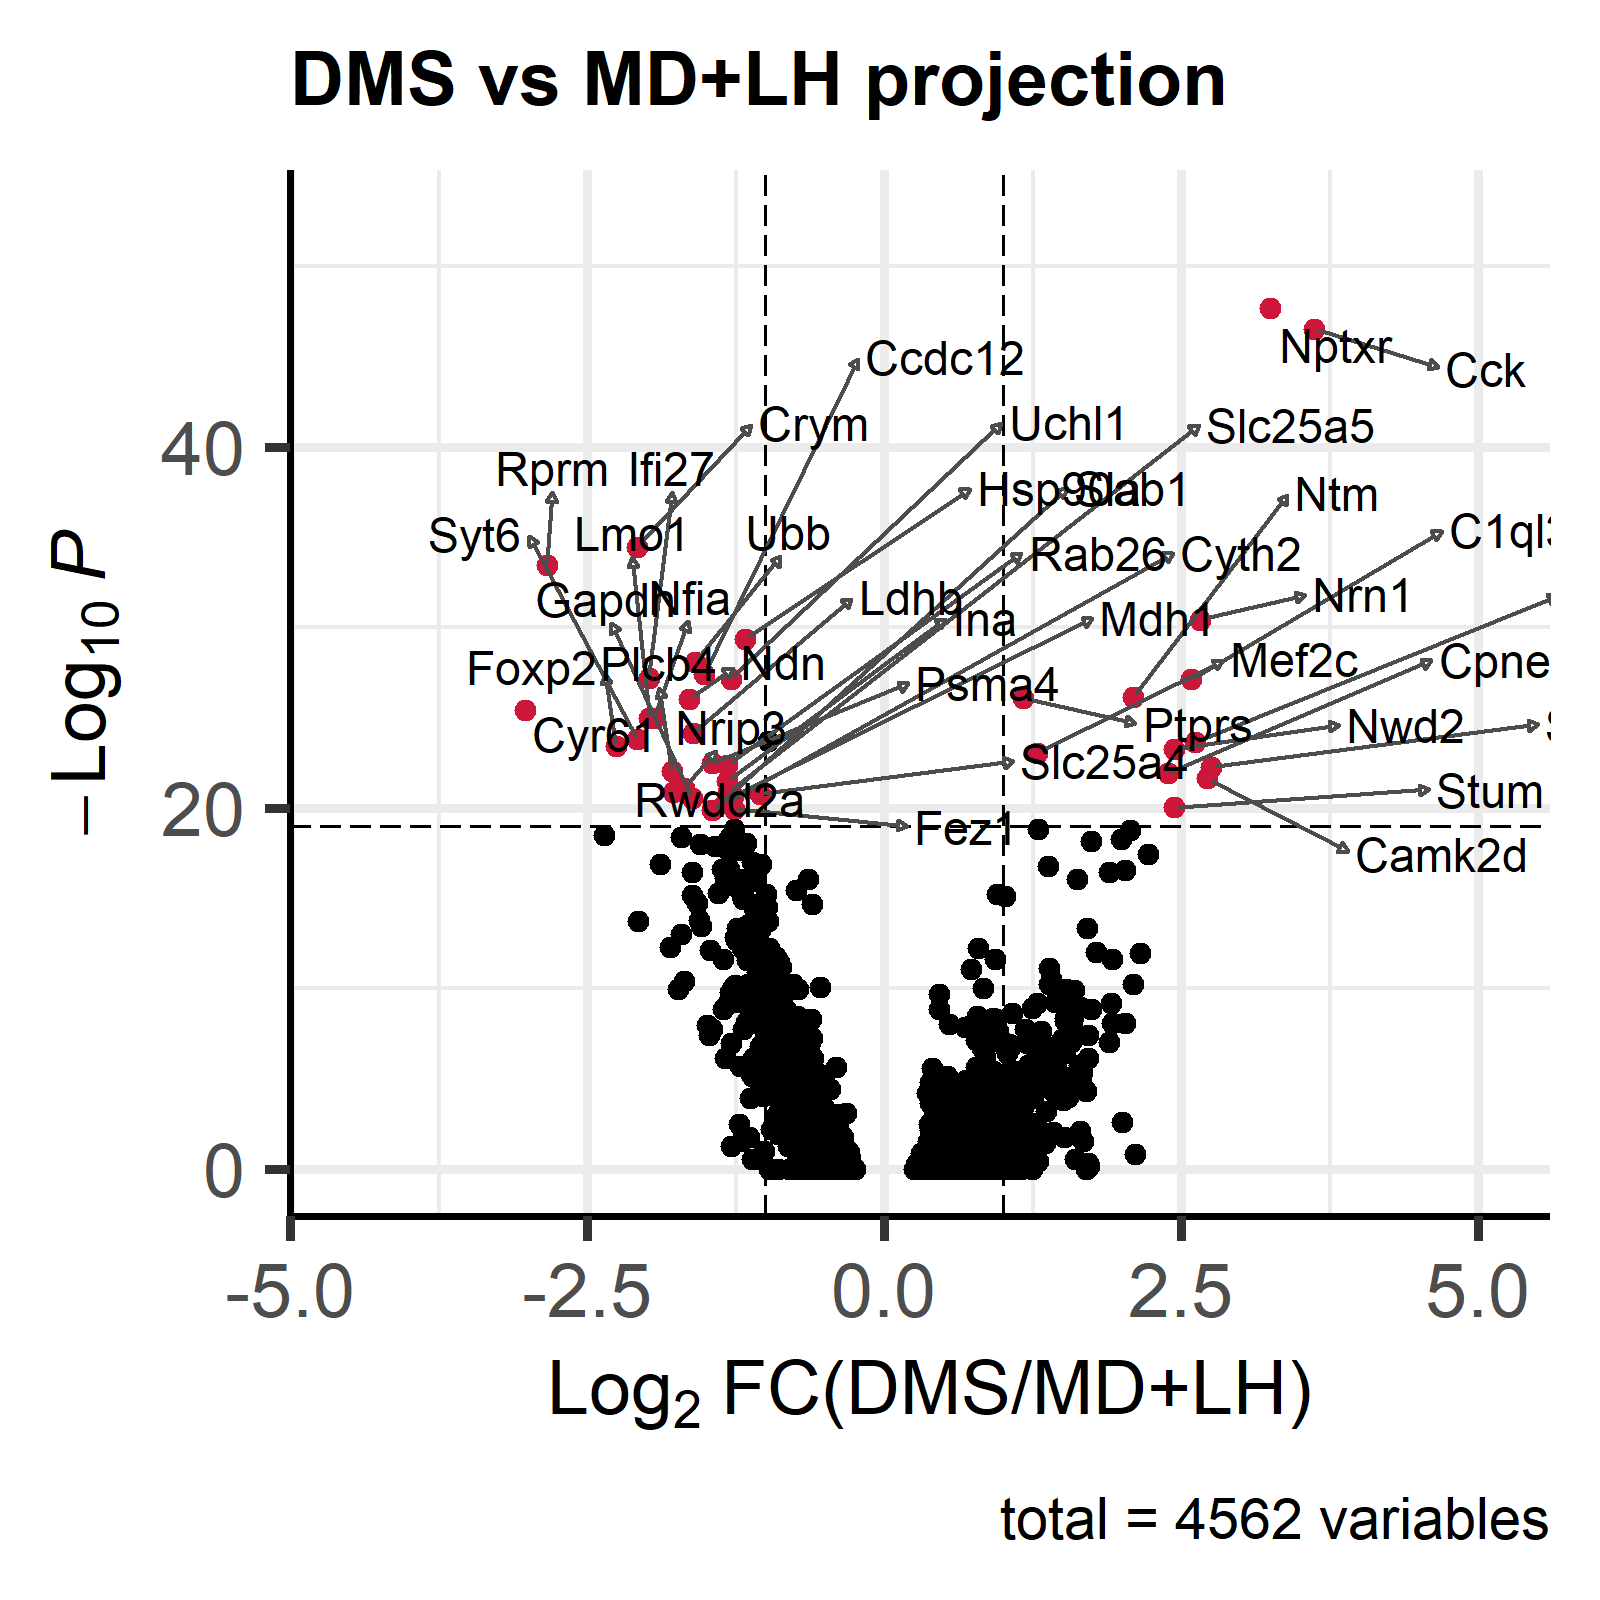 DMS vs MD+LH projection
Ccdc12
Nptxr
Cck
Crym
Uchl1
Slc25a5
Rprm
Ifi27
Hsp90ab1
Ntm
Syt6
Lmo1
Ubb
C1ql3
Rab26
Cyth2
Gapdh
Nfia
Ldhb
Ina
Mdh1
Nrn1
Foxp2
Plcb4
Ndn
Psma4
Mef2c
Cpne
Cyr61
Nrip3
Ptprs
Nwd2
Slc25a4
Rwdd2a
Stum
Fez1
Camk2d
40
20
0
−Log10 P
-5.0
-2.5
0.0
2.5
5.0
Log2 FC(DMS/MD+LH)
total = 4562 variables